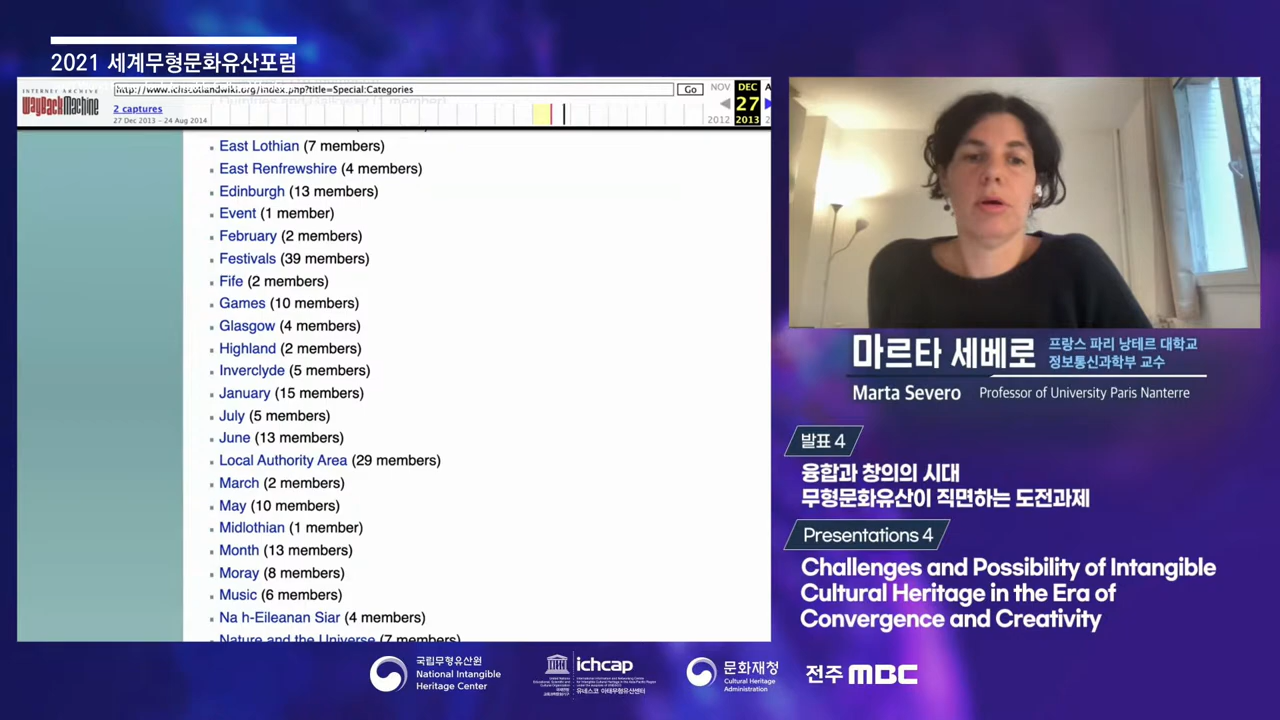 2021 세계무형문화유산포럼
INTERNET ARCHIVE
WayBackMachine
http://www.ichscotlandwiki.org/index.php?title=Special:Categories
Go
2 captures
27 Dec 2013 - 24 Aug 2014
NOV
DEC
27
2012
2013
East Lothian (7 members)
East Renfrewshire (4 members)
Edinburgh (13 members)
Event (1 member)
February (2 members)
Festivals (39 members)
Fife (2 members)
Games (10 members)
Glasgow (4 members)
Highland (2 members)
Inverclyde (5 members)
January (15 members)
July (5 members)
June (13 members)
Local Authority Area (29 members)
March (2 members)
May (10 members)
Midlothian (1 member)
Month (13 members)
Moray (8 members)
Music (6 members)
Na h-Eileanan Siar (4 members)
Nature and the Universe (7 members)
마르타 세베로 프랑스 파리 낭테르 대학교
정보통신과학부 교수
Marta Severo Professor of University Paris Nanterre
발표 4
융합과 창의의 시대
무형문화유산이 직면하는 도전과제
Presentations 4
Challenges and Possibility of Intangible
Cultural Heritage in the Era of
Convergence and Creativity
국립무형유산원
National Intangible
Heritage Center
ichcap
유네스코 아태무형유산센터
문화재청
Cultural Heritage
Administration
전주 MBC